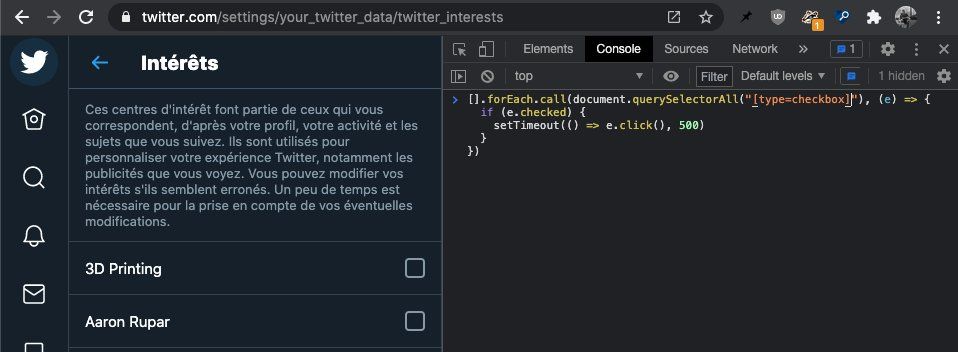 twitter.com/settings/your_twitter_data/twitter_interests
1
Intérêts
Ces centres d'intérêt font partie de ceux qui vous
correspondent, d'après votre profil, votre activité et les
sujets que vous suivez. Ils sont utilisés pour
personnaliser votre expérience Twitter, notamment les
publicités que vous voyez. Vous pouvez modifier vos
intérêts s'ils semblent erronés. Un peu de temps est
nécessaire pour la prise en compte de vos éventuelles
modifications.
3D Printing
Aaron Rupar
Elements Console Sources Network » 1
top Filter Default levels 1 hidden
[].forEach.call(document.querySelectorAll("[type=checkbox]"), (e) => {
if (e.checked) {
setTimeout(() => e.click(), 500)
}
})